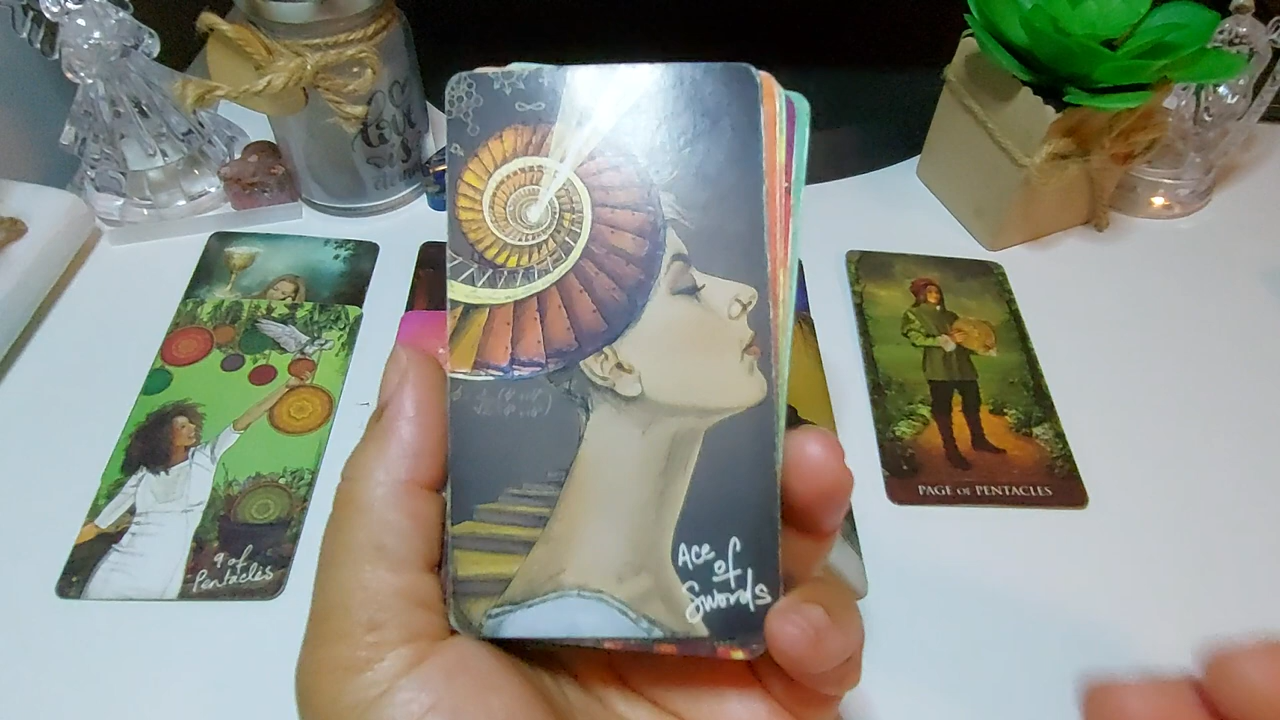 Ace
of
Swords
9 of
Pentacles
PAGE OF PENTACLES